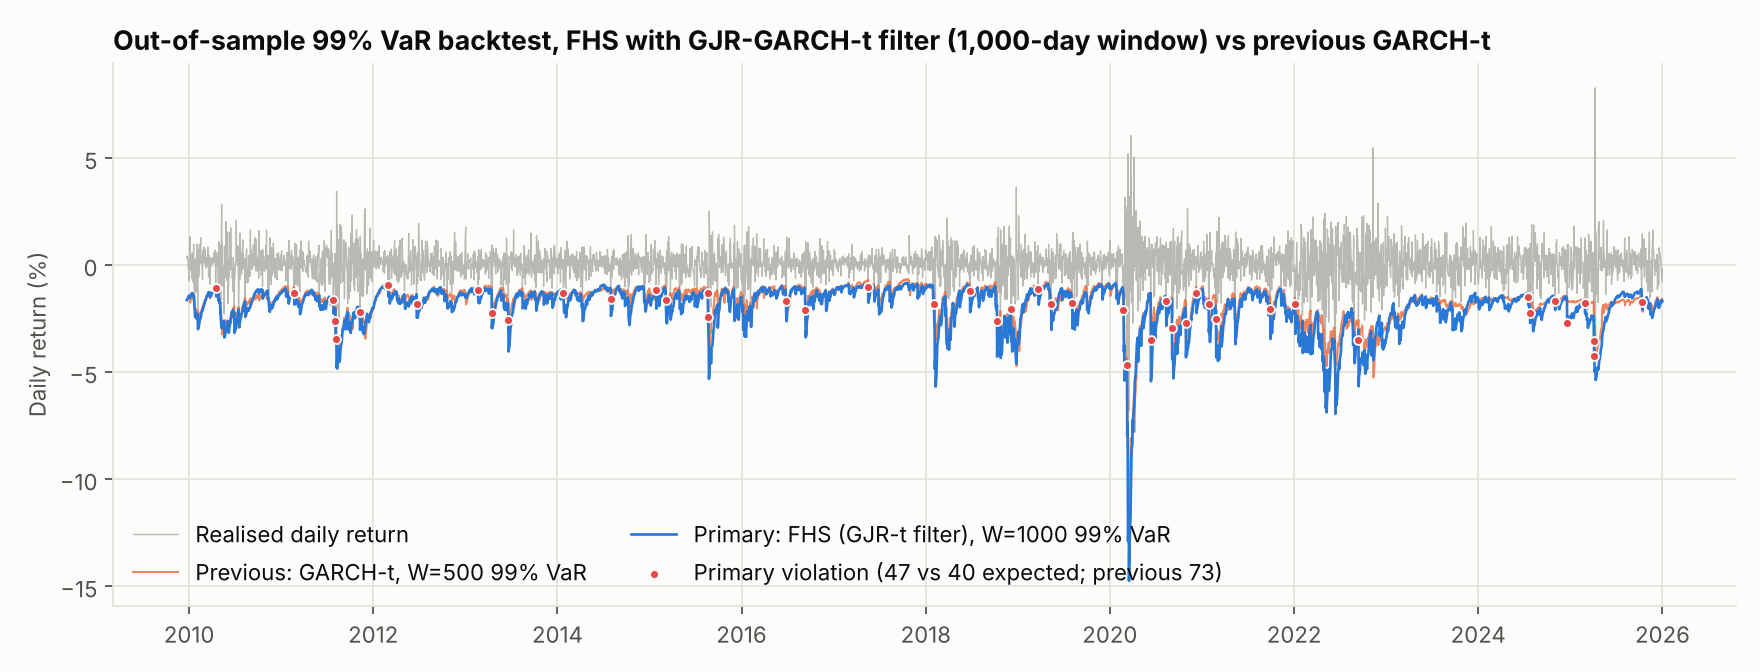 Out-of-sample 99% VaR backtest, FHS with GJR-GARCH-t filter (1,000-day window) vs previous GARCH-t
Daily return (%)
5
0
−5
−10
−15
Realised daily return
Previous: GARCH-t, W=500 99% VaR
Primary: FHS (GJR-t filter), W=1000 99% VaR
Primary violation (47 vs 40 expected; previous 73)
2010 2012 2014 2016 2018 2020 2022 2024 2026